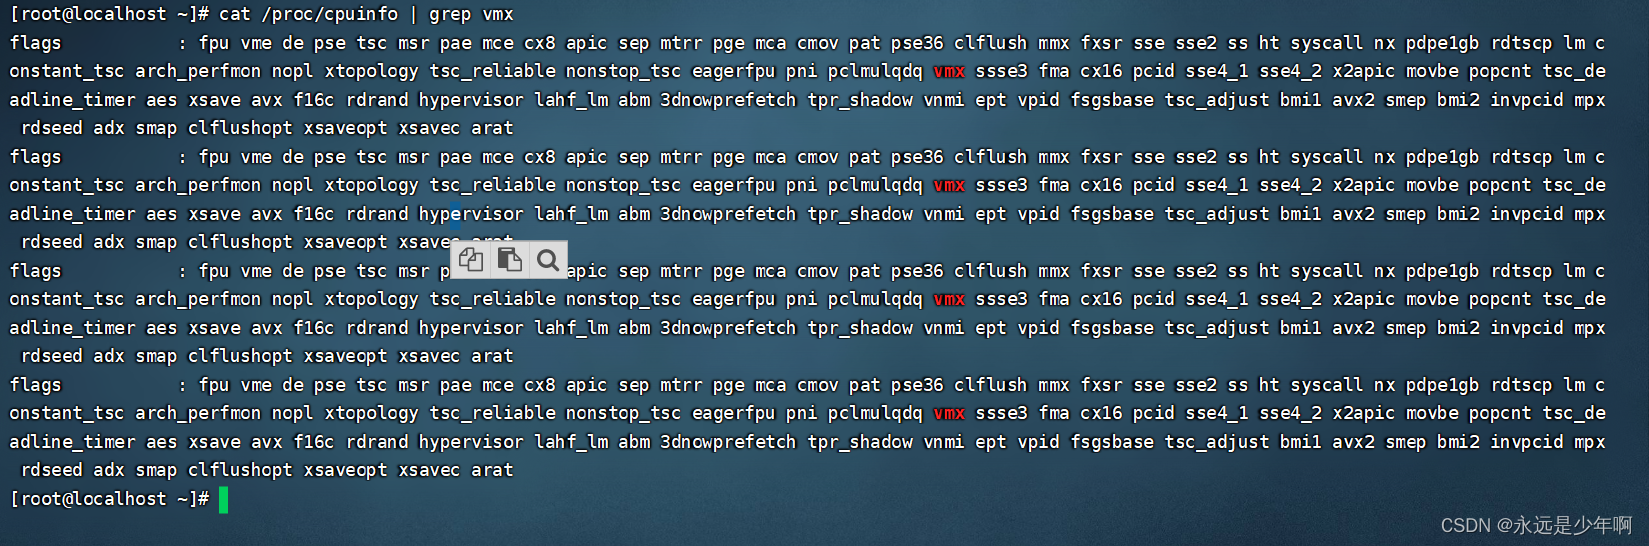 [root@localhost ~]# cat /proc/cpuinfo | grep vmx
flags           : fpu vme de pse tsc msr pae mce cx8 apic sep mtrr pge mca cmov pat pse36 clflush mmx fxsr sse sse2 ss ht syscall nx pdpe1gb rdtscp lm c
onstant_tsc arch_perfmon nopl xtopology tsc_reliable nonstop_tsc eagerfpu pni pclmulqdq vmx ssse3 fma cx16 pcid sse4_1 sse4_2 x2apic movbe popcnt tsc_de
adline_timer aes xsave avx f16c rdrand hypervisor lahf_lm abm 3dnowprefetch tpr_shadow vnmi ept vpid fsgsbase tsc_adjust bmi1 avx2 smep bmi2 invpcid mpx
 rdseed adx smap clflushopt xsaveopt xsavec arat
flags           : fpu vme de pse tsc msr pae mce cx8 apic sep mtrr pge mca cmov pat pse36 clflush mmx fxsr sse sse2 ss ht syscall nx pdpe1gb rdtscp lm c
onstant_tsc arch_perfmon nopl xtopology tsc_reliable nonstop_tsc eagerfpu pni pclmulqdq vmx ssse3 fma cx16 pcid sse4_1 sse4_2 x2apic movbe popcnt tsc_de
adline_timer aes xsave avx f16c rdrand hypervisor lahf_lm abm 3dnowprefetch tpr_shadow vnmi ept vpid fsgsbase tsc_adjust bmi1 avx2 smep bmi2 invpcid mpx
 rdseed adx smap clflushopt xsaveopt xsavec arat
flags           : fpu vme de pse tsc msr apic sep mtrr pge mca cmov pat pse36 clflush mmx fxsr sse sse2 ss ht syscall nx pdpe1gb rdtscp lm c
onstant_tsc arch_perfmon nopl xtopology tsc_reliable nonstop_tsc eagerfpu pni pclmulqdq vmx ssse3 fma cx16 pcid sse4_1 sse4_2 x2apic movbe popcnt tsc_de
adline_timer aes xsave avx f16c rdrand hypervisor lahf_lm abm 3dnowprefetch tpr_shadow vnmi ept vpid fsgsbase tsc_adjust bmi1 avx2 smep bmi2 invpcid mpx
 rdseed adx smap clflushopt xsaveopt xsavec arat
flags           : fpu vme de pse tsc msr pae mce cx8 apic sep mtrr pge mca cmov pat pse36 clflush mmx fxsr sse sse2 ss ht syscall nx pdpe1gb rdtscp lm c
onstant_tsc arch_perfmon nopl xtopology tsc_reliable nonstop_tsc eagerfpu pni pclmulqdq vmx ssse3 fma cx16 pcid sse4_1 sse4_2 x2apic movbe popcnt tsc_de
adline_timer aes xsave avx f16c rdrand hypervisor lahf_lm abm 3dnowprefetch tpr_shadow vnmi ept vpid fsgsbase tsc_adjust bmi1 avx2 smep bmi2 invpcid mpx
 rdseed adx smap clflushopt xsaveopt xsavec arat
[root@localhost ~]#
CSDN @永远是少年啊